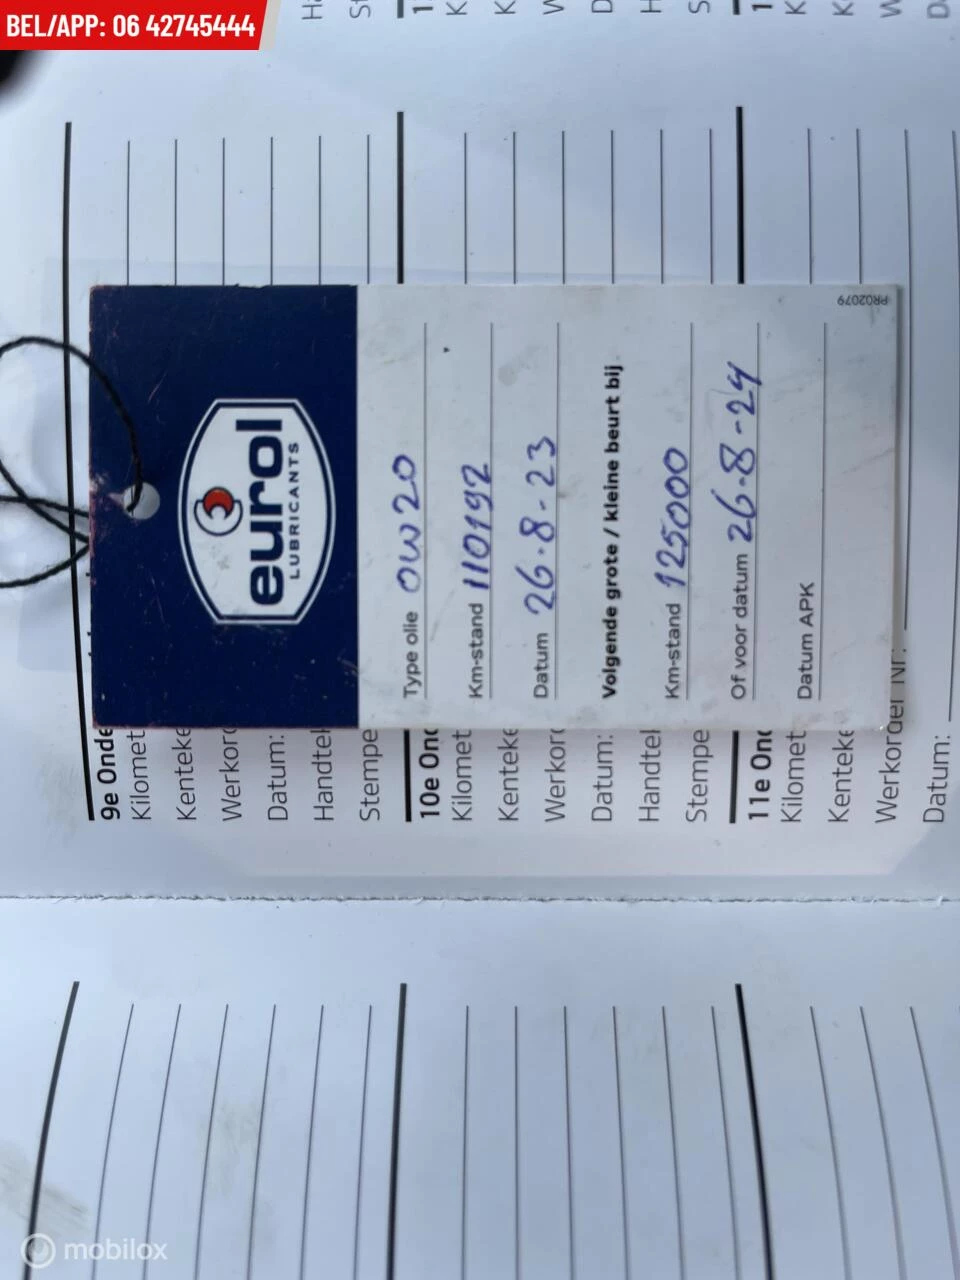 BEL/APP: 06 42745444
eurol
LUBRICANTS
Type olie 0W20
Km-stand 110192
Datum 26-8-23
Volgende grote / kleine beurt bij
Km-stand 125000
Of voor datum 26-8-24
Datum APK
PR02079
9e Onde
Kilomet
Kenteke
Werkord
Datum:
Handtek
Stempe
10e Ond
Kilomet
Kenteke
Werkord
Datum:
Handtek
Stempe
11e Ond
Kilomet
Kenteke
Werkorder Nr:
Datum:
mobilox